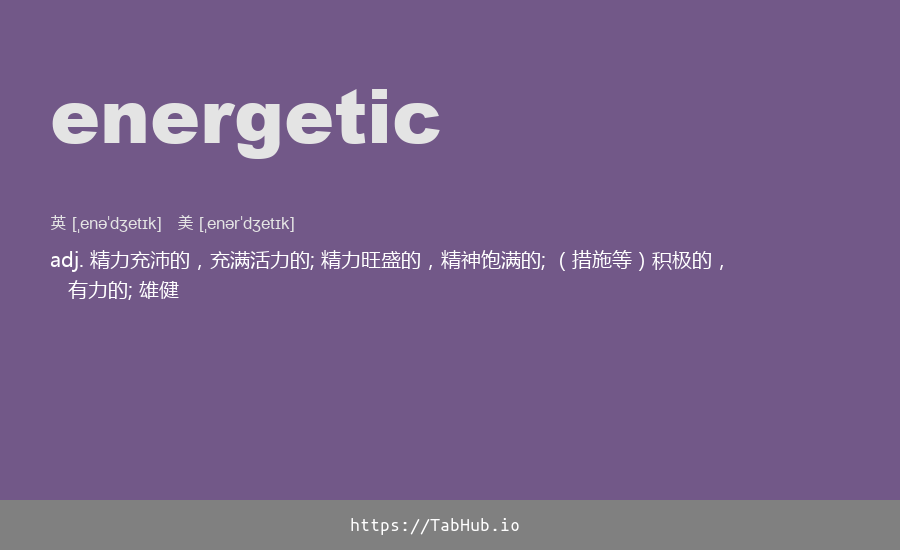 energetic
英 [ˌenəˈdʒetɪk]   美 [ˌenərˈdʒetɪk]
adj. 精力充沛的，充满活力的; 精力旺盛的，精神饱满的; （措施等）积极的，
有力的; 雄健
https://TabHub.io